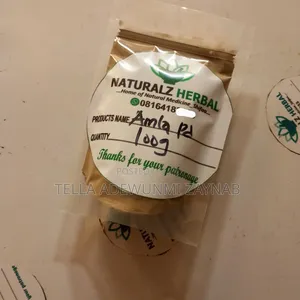 NATURALZ HERBAL
...Home of Natural Medicine
PRODUCTS NAME: Amla Pd
QUANTITY: 100g
Thanks for your patronage
TELLA ADEWUNMI ZAYNAB